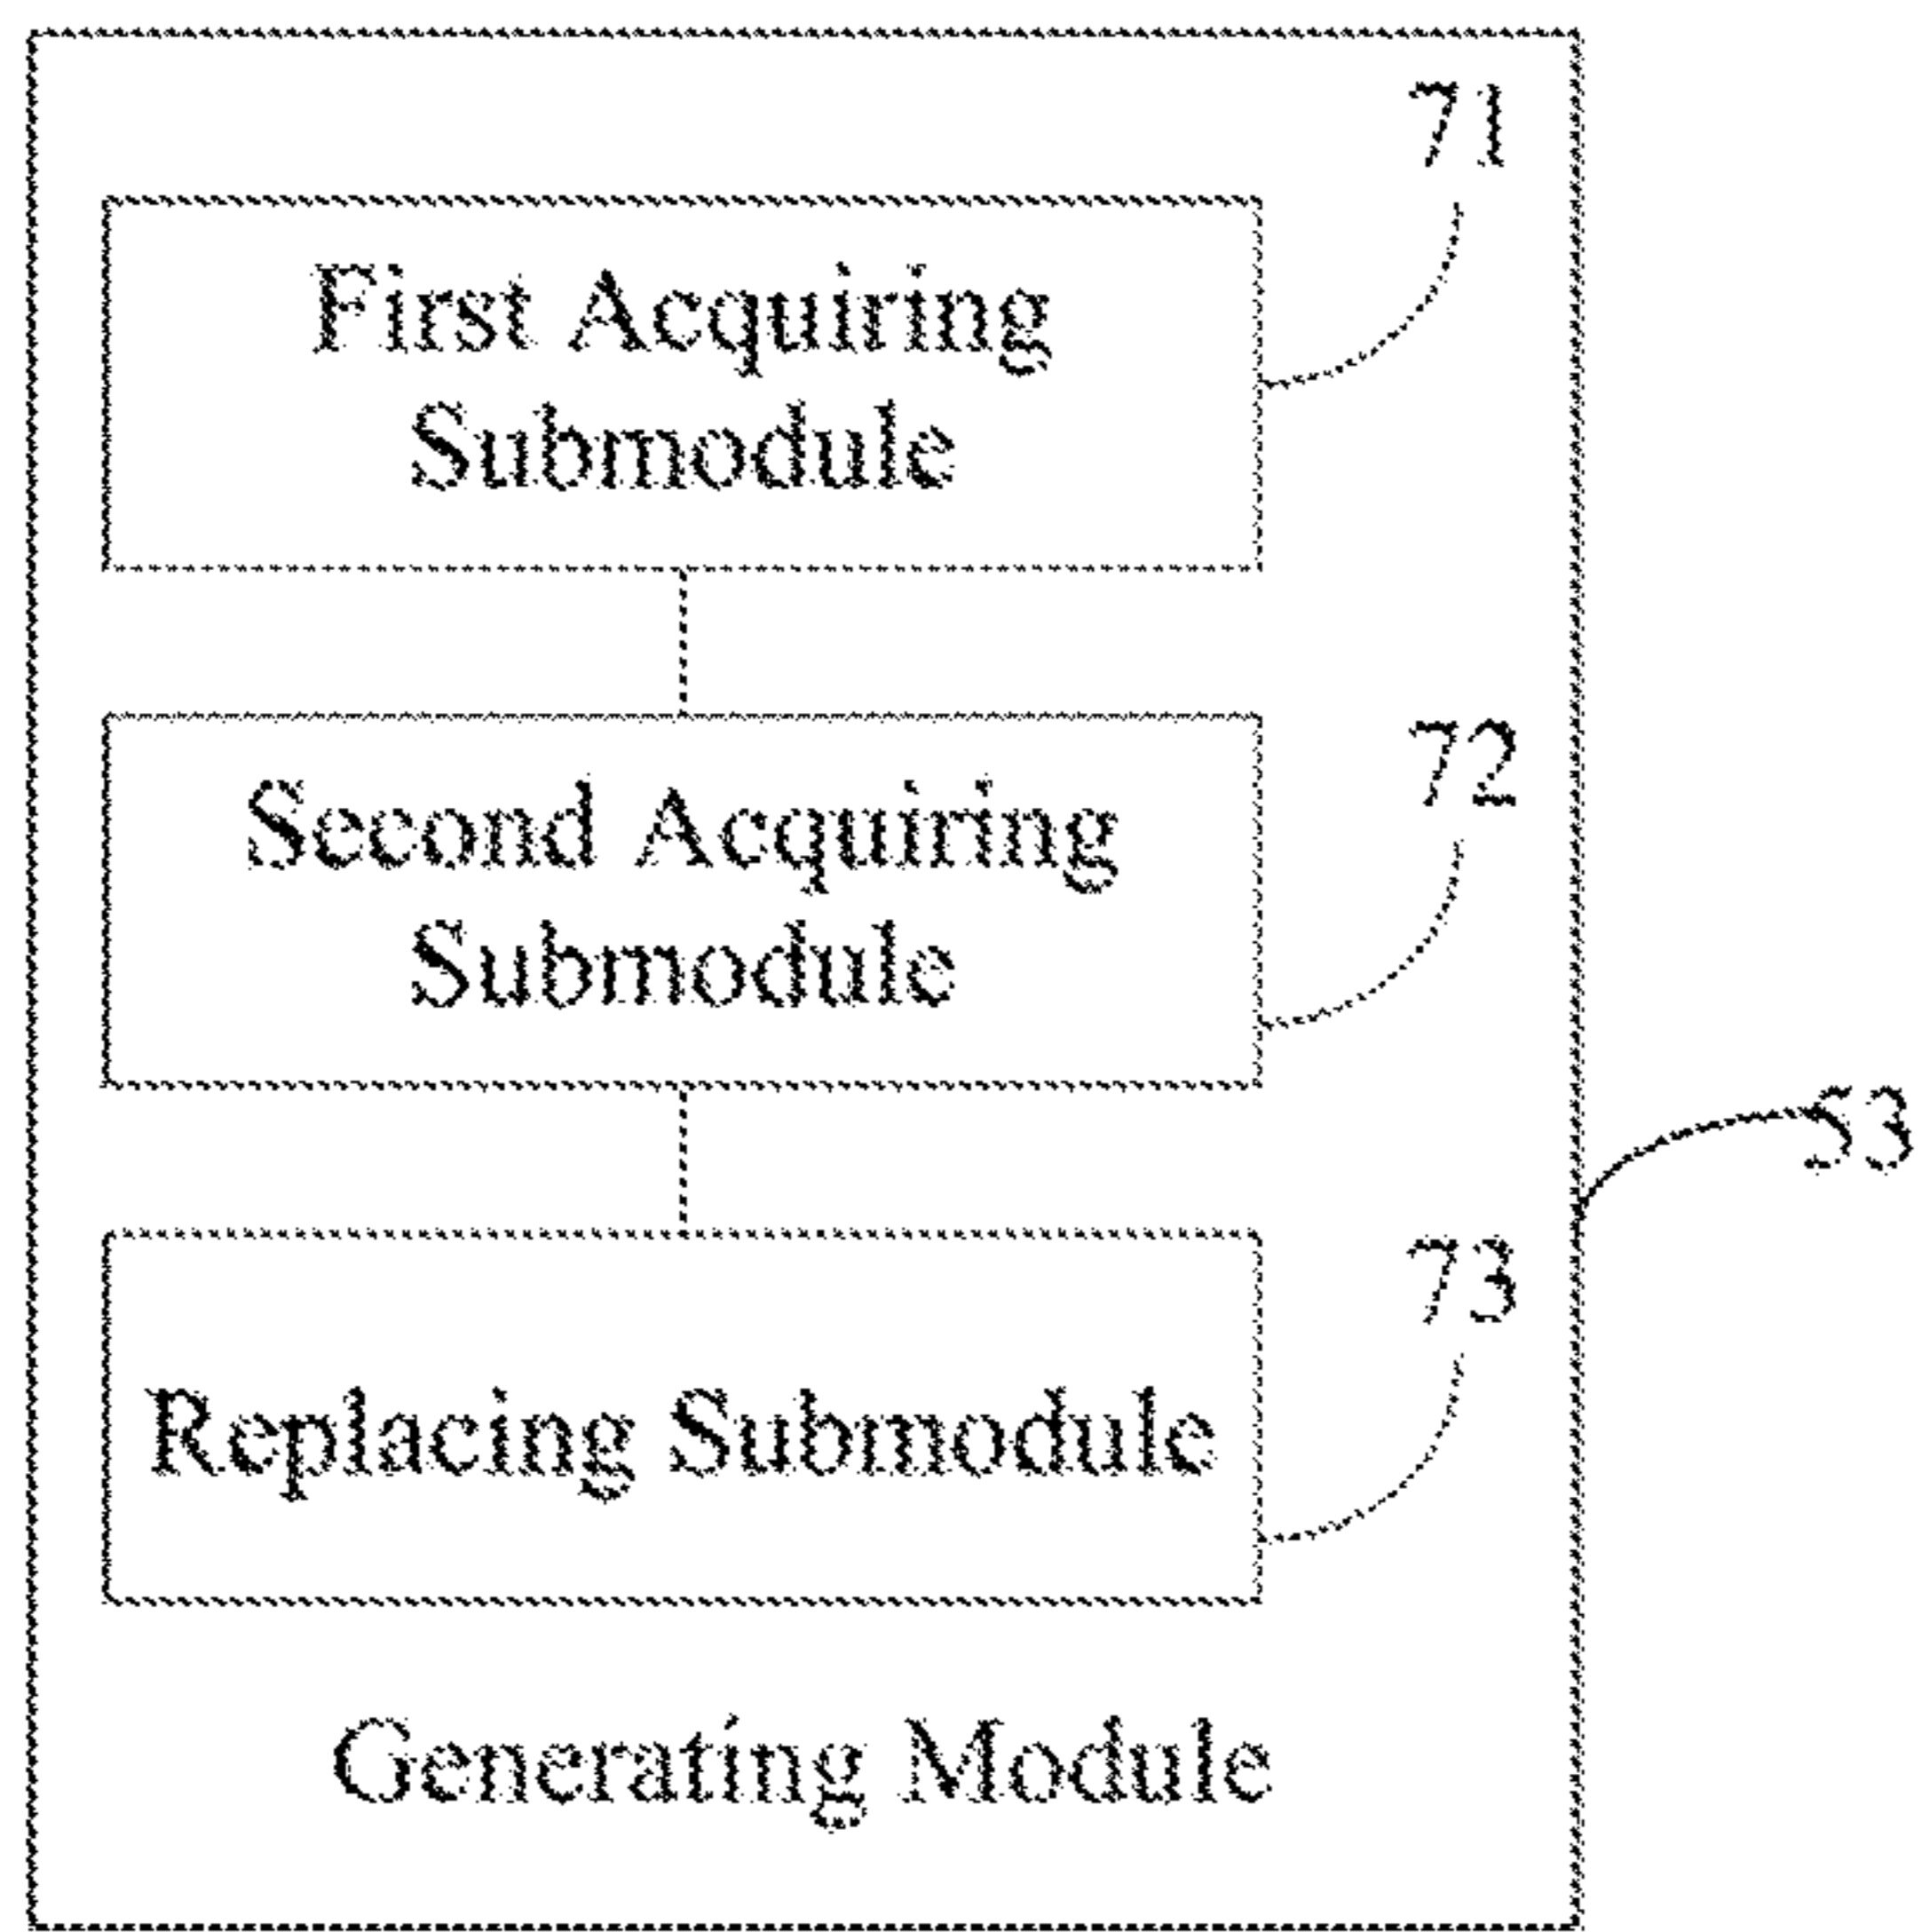 71
First Acquiring
Submodule
72
Second Acquiring
Submodule
53
73
Replacing Submodule
Generating Module